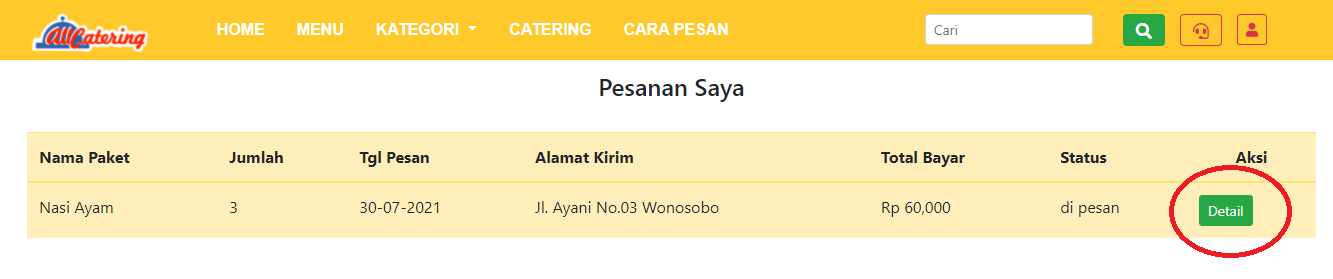 AllCatering HOME MENU KATEGORI CATERING CARA PESAN Cari
Pesanan Saya
Nama Paket Jumlah Tgl Pesan Alamat Kirim Total Bayar Status Aksi
Nasi Ayam 3 30-07-2021 Jl. Ayani No.03 Wonosobo Rp 60,000 di pesan Detail